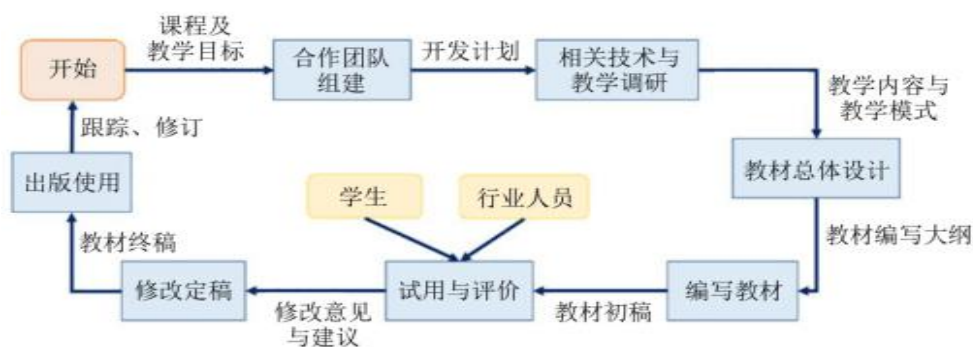 开始
课程及
教学目标
合作团队
组建
开发计划
相关技术与
教学调研
教学内容与
教学模式
教材总体设计
教材编写大纲
编写教材
教材初稿
试用与评价
学生
行业人员
修改意见
与建议
修改定稿
教材终稿
出版使用
跟踪、修订